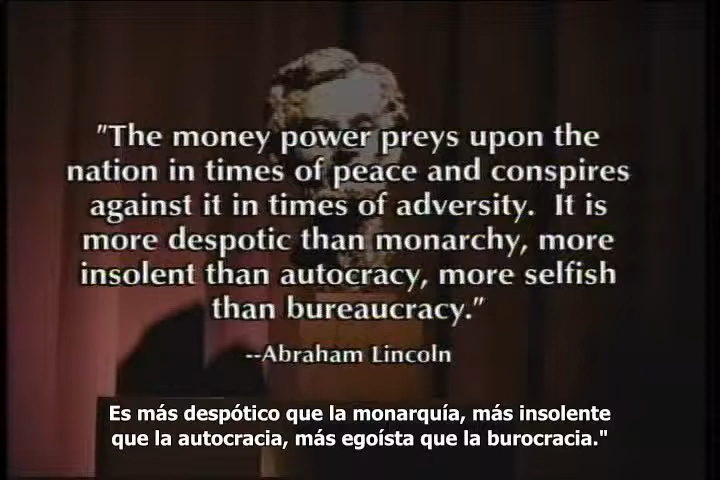 "The money power preys upon the
nation in times of peace and conspires
against it in times of adversity.  It is
more despotic than monarchy, more
insolent than autocracy, more selfish
than bureaucracy."
--Abraham Lincoln
Es más despótico que la monarquía, más insolente
que la autocracia, más egoísta que la burocracia."